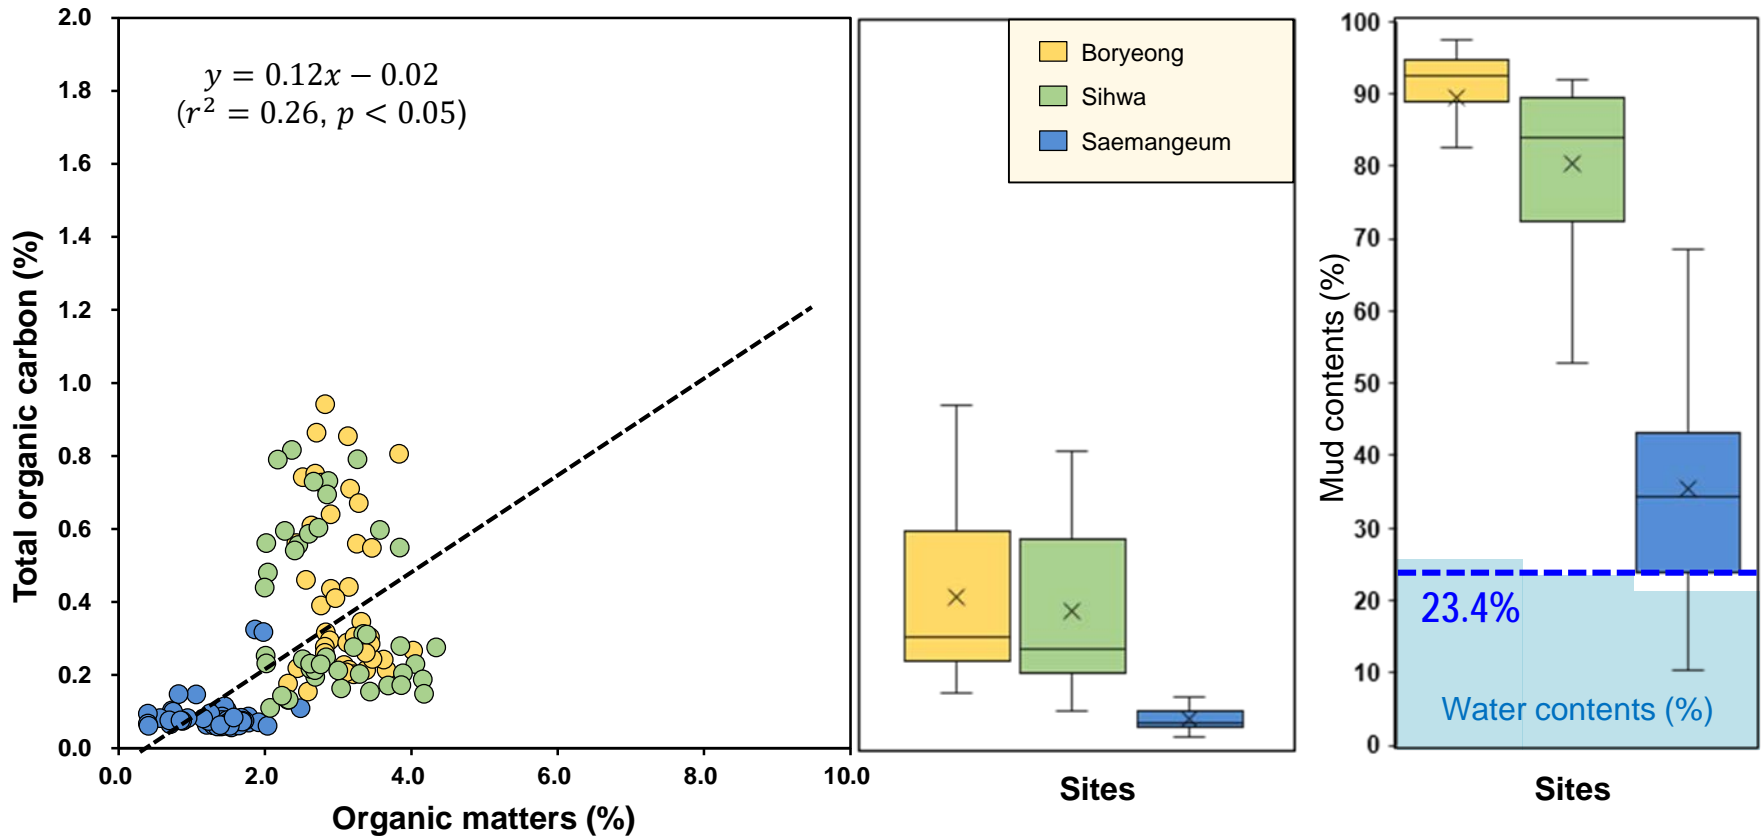 2.0
1.8
1.6
1.4
1.2
1.0
0.8
0.6
0.4
0.2
0.0
Total organic carbon (%)
y = 0.12x − 0.02
(r² = 0.26, p < 0.05)
0.0 2.0 4.0 6.0 8.0 10.0
Organic matters (%)
Boryeong
Sihwa
Saemangeum
Sites
100
90
80
70
60
50
40
30
20
10
0
Mud contents (%)
23.4%
Water contents (%)
Sites